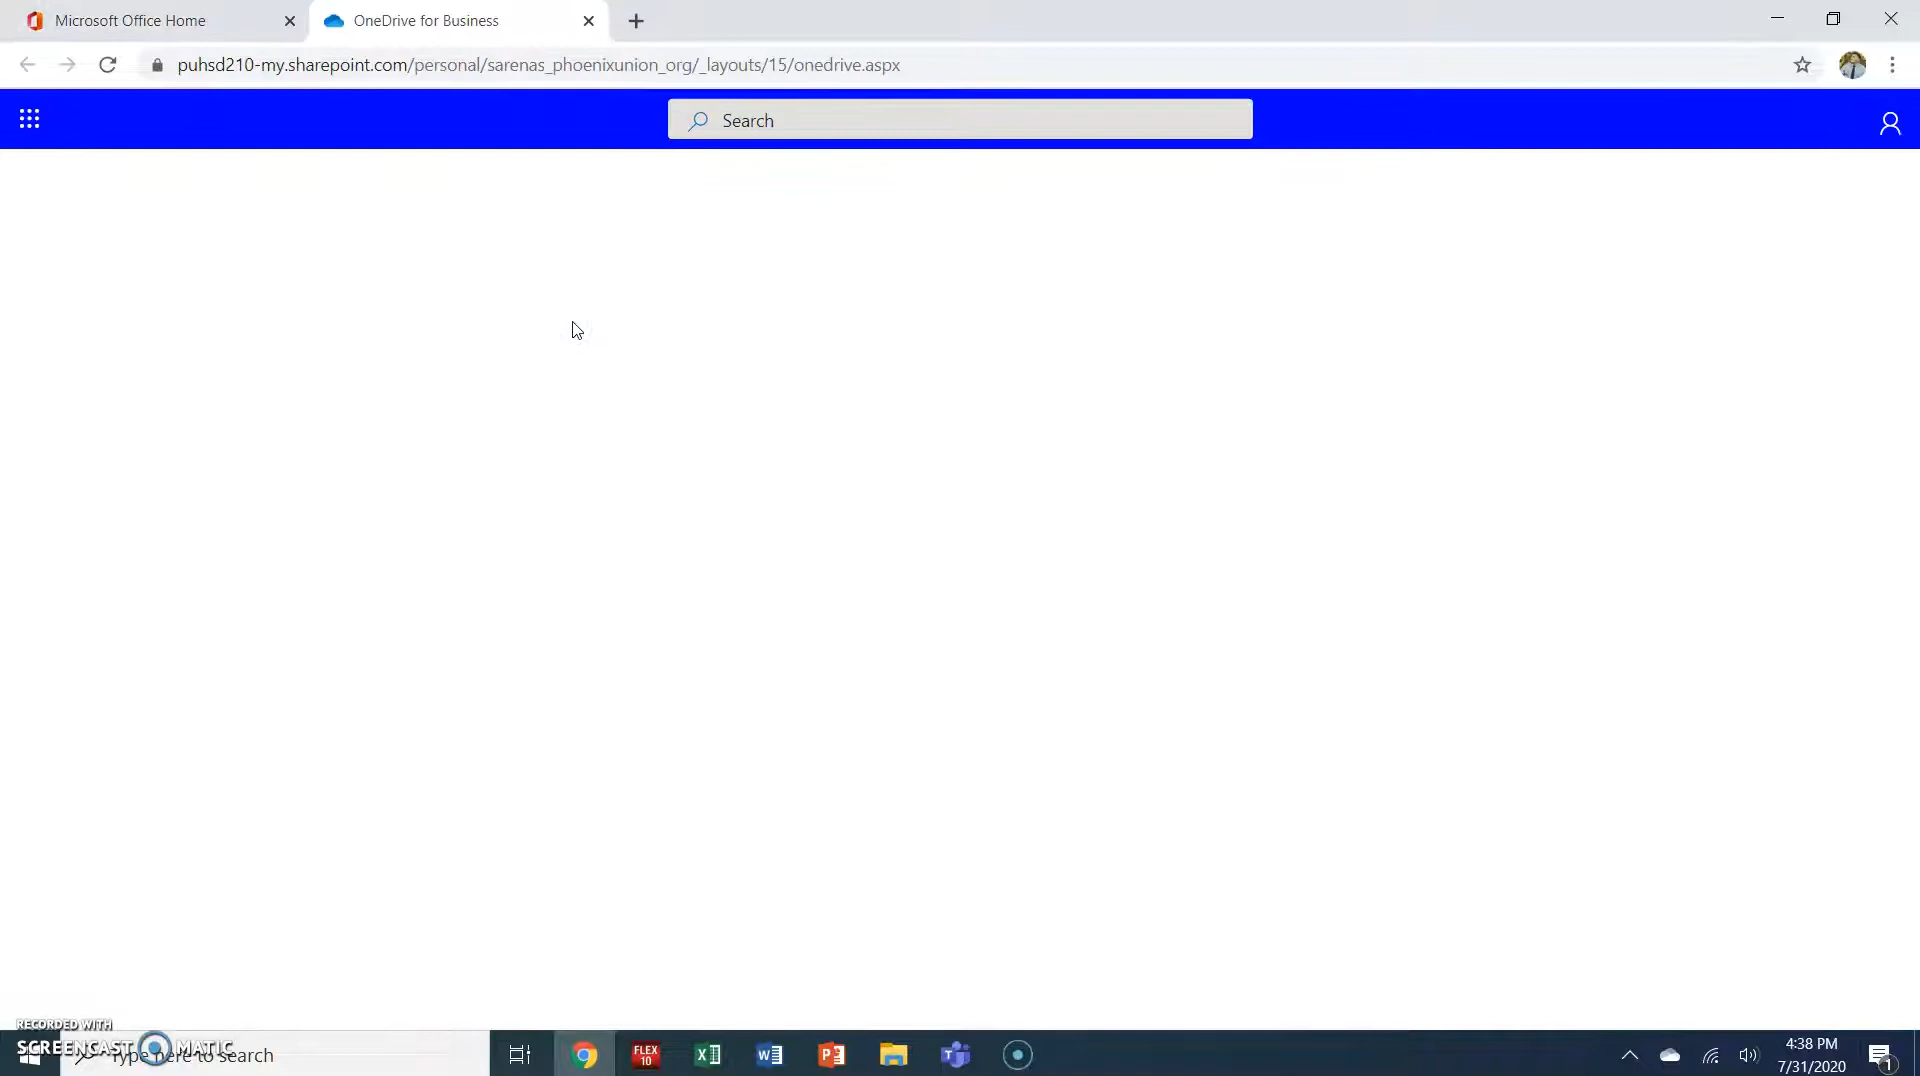 Microsoft Office Home
OneDrive for Business
puhsd210-my.sharepoint.com/personal/sarenas_phoenixunion_org/_layouts/15/onedrive.aspx
Search
RECORDED WITH
SCREENCAST MATIC
Type here to search
FLEX
10
4:38 PM
7/31/2020
1